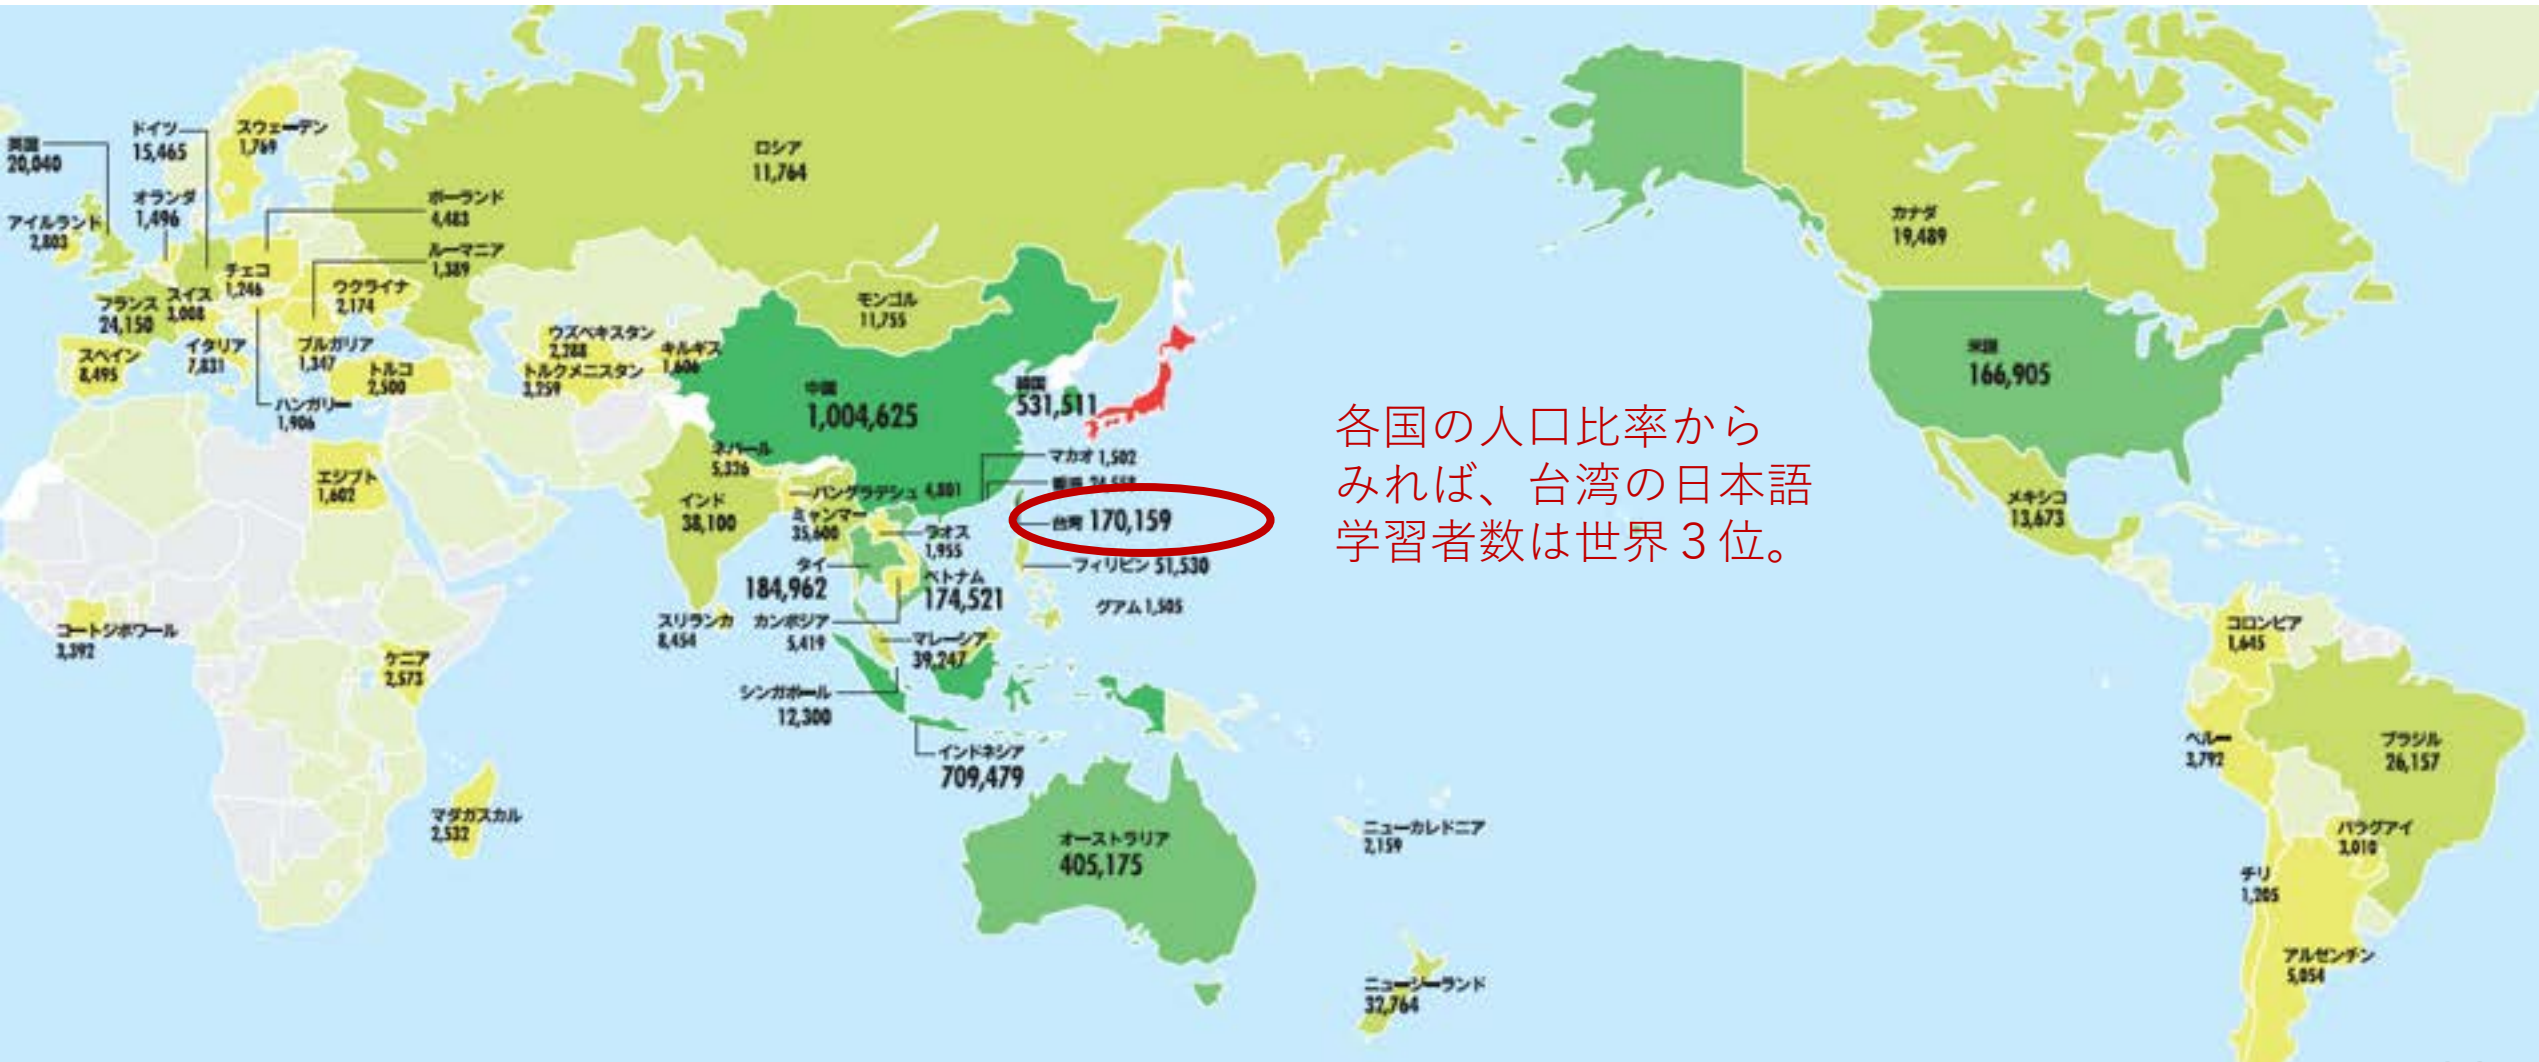 英国
20,040
ドイツ
15,465
スウェーデン
1,769
オランダ
1,496
アイルランド
2,803
ポーランド
4,483
ルーマニア
1,389
チェコ
1,246
ウクライナ
2,174
フランス
24,150
スイス
3,008
スペイン
8,495
イタリア
7,831
ブルガリア
1,347
トルコ
2,500
ハンガリー
1,906
ロシア
11,764
モンゴル
11,755
ウズベキスタン
2,288
キルギス
1,606
トルクメニスタン
3,259
中国
1,004,625
韓国
531,511
ネパール
5,326
マカオ 1,502
バングラデシュ 4,801
インド
38,100
ミャンマー
35,600
台湾 170,159
ラオス
1,955
タイ
184,962
ベトナム
174,521
フィリピン 51,530
グアム 1,505
スリランカ
8,454
カンボジア
5,419
マレーシア
39,247
シンガポール
12,300
インドネシア
709,479
エジプト
1,602
コートジボワール
3,392
ケニア
2,573
マダガスカル
2,532
オーストラリア
405,175
ニューカレドニア
2,159
ニュージーランド
32,764
各国の人口比率から
みれば、台湾の日本語
学習者数は世界３位。
カナダ
19,489
米国
166,905
メキシコ
13,673
コロンビア
1,645
ペルー
3,792
ブラジル
26,157
パラグアイ
3,010
チリ
1,205
アルゼンチン
5,054